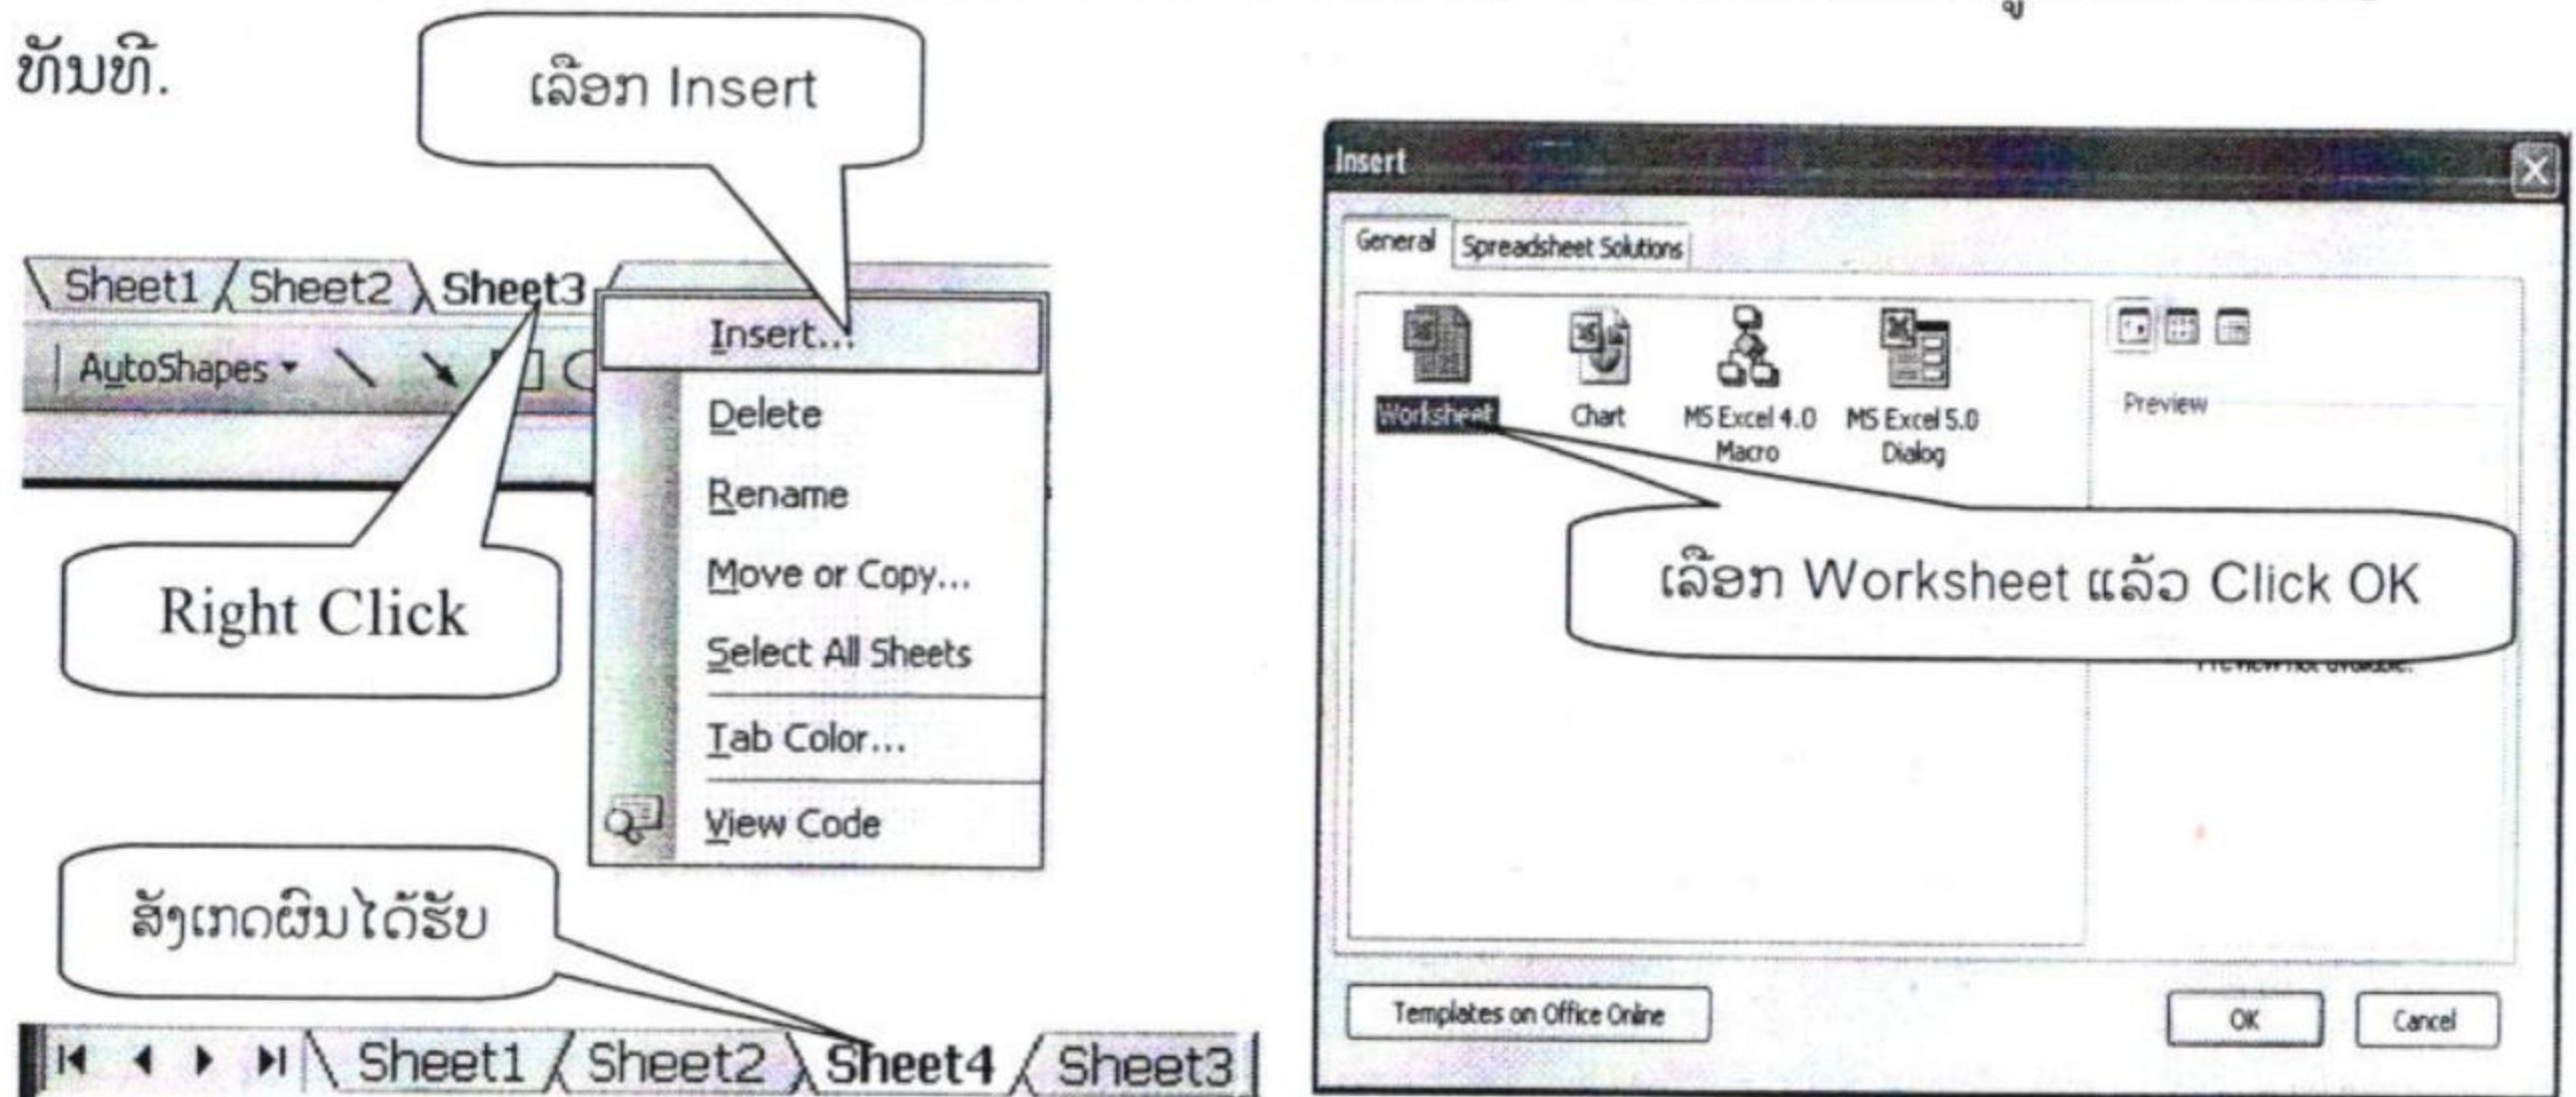 ທັນທີ.
ເລືອກ Insert
Sheet1 Sheet2 Sheet3
AutoShapes
Insert...
Delete
Rename
Move or Copy...
Select All Sheets
Tab Color...
View Code
Right Click
ສັງເກດຜົນໄດ້ຮັບ
Sheet1 Sheet2 Sheet4 Sheet3
Insert
General Spreadsheet Solutions
Worksheet Chart MS Excel 4.0 Macro MS Excel 5.0 Dialog
Preview
ເລືອກ Worksheet ແລ້ວ Click OK
Preview not available.
Templates on Office Online OK Cancel